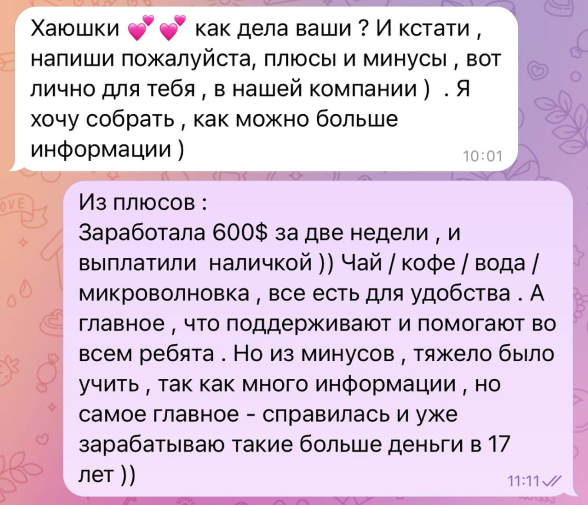 Хаюшки 💕💕 как дела ваши ? И кстати ,
напиши пожалуйста, плюсы и минусы , вот
лично для тебя , в нашей компании ) . Я
хочу собрать , как можно больше
информации )
10:01
Из плюсов :
Заработала 600$ за две недели , и
выплатили наличкой )) Чай / кофе / вода /
микроволновка , все есть для удобства . А
главное , что поддерживают и помогают во
всем ребята . Но из минусов , тяжело было
учить , так как много информации , но
самое главное - справилась и уже
зарабатываю такие больше деньги в 17
лет ))
11:11